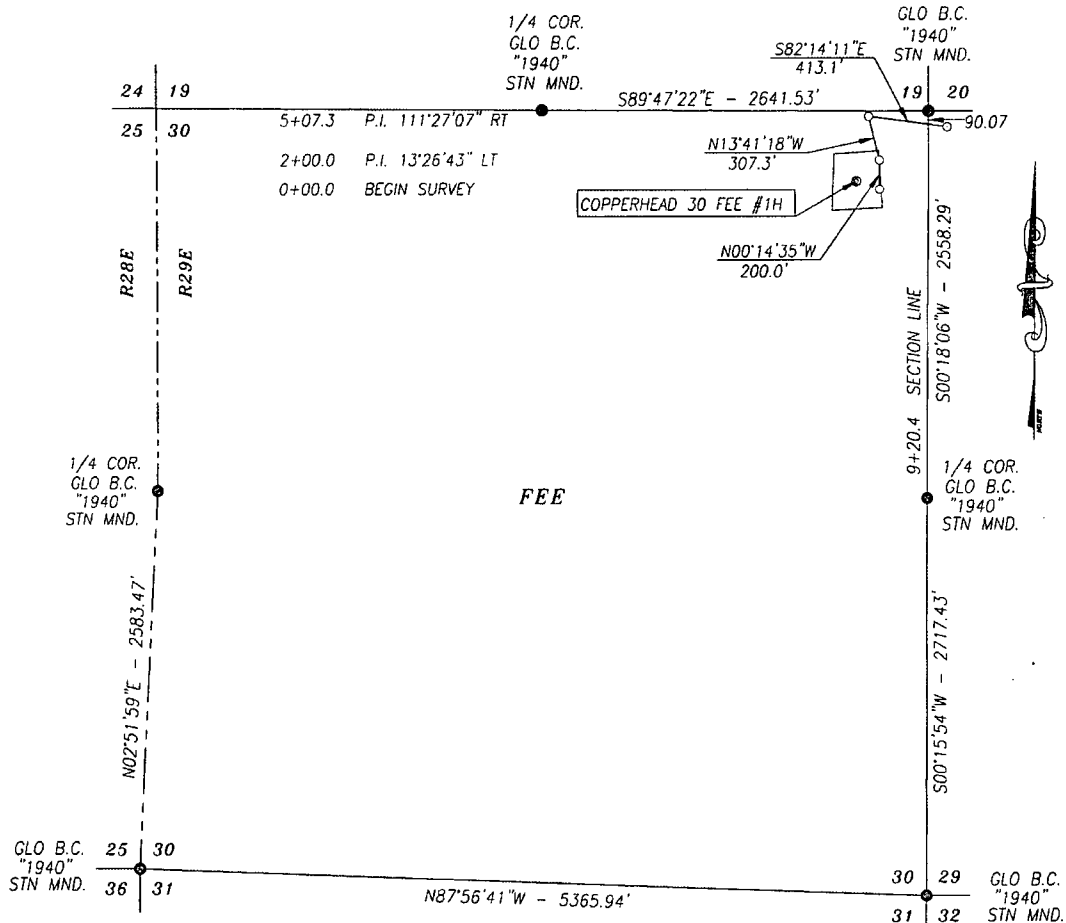 1/4 COR.
GLO B.C.
"1940"
STN MND.
GLO B.C.
"1940"
STN MND.
S82°14'11"E
413.1'
24 19
S89°47'22"E - 2641.53'
19 20
25 30
5+07.3 P.I. 111°27'07" RT
90.07
N13°41'18"W
307.3'
2+00.0 P.I. 13°26'43" LT
0+00.0 BEGIN SURVEY
COPPERHEAD 30 FEE #1H
N00°14'35"W
200.0'
R28E
R29E
9+20.4 SECTION LINE
S00°18'06"W - 2558.29'
NORTH
1/4 COR.
GLO B.C.
"1940"
STN MND.
FEE
1/4 COR.
GLO B.C.
"1940"
STN MND.
N02°51'59"E - 2583.47'
S00°15'54"W - 2717.43'
GLO B.C.
"1940"
STN MND.
25 30
36 31
N87°56'41"W - 5365.94'
30 29
31 32
GLO B.C.
"1940"
STN MND.